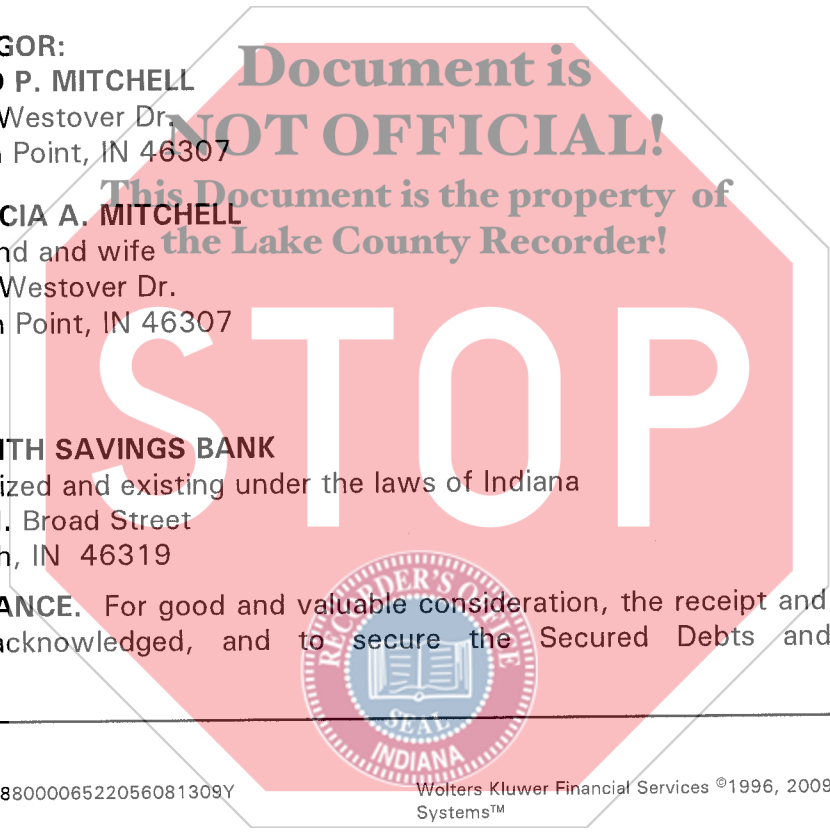 GOR:
P. MITCHELL
Westover Dr.
Point, IN 46307
CIA A. MITCHELL
nd and wife
Westover Dr.
Point, IN 46307
ITH SAVINGS BANK
ized and existing under the laws of Indiana
. Broad Street
h, IN 46319
ANCE. For good and valuable consideration, the receipt and
acknowledged, and to secure the Secured Debts and
8800006522056081309Y
Wolters Kluwer Financial Services ©1996, 2009
Systems™
Document is
NOT OFFICIAL!
This Document is the property of
the Lake County Recorder!
STOP
RECORDER'S OFFICE
SEAL
INDIANA